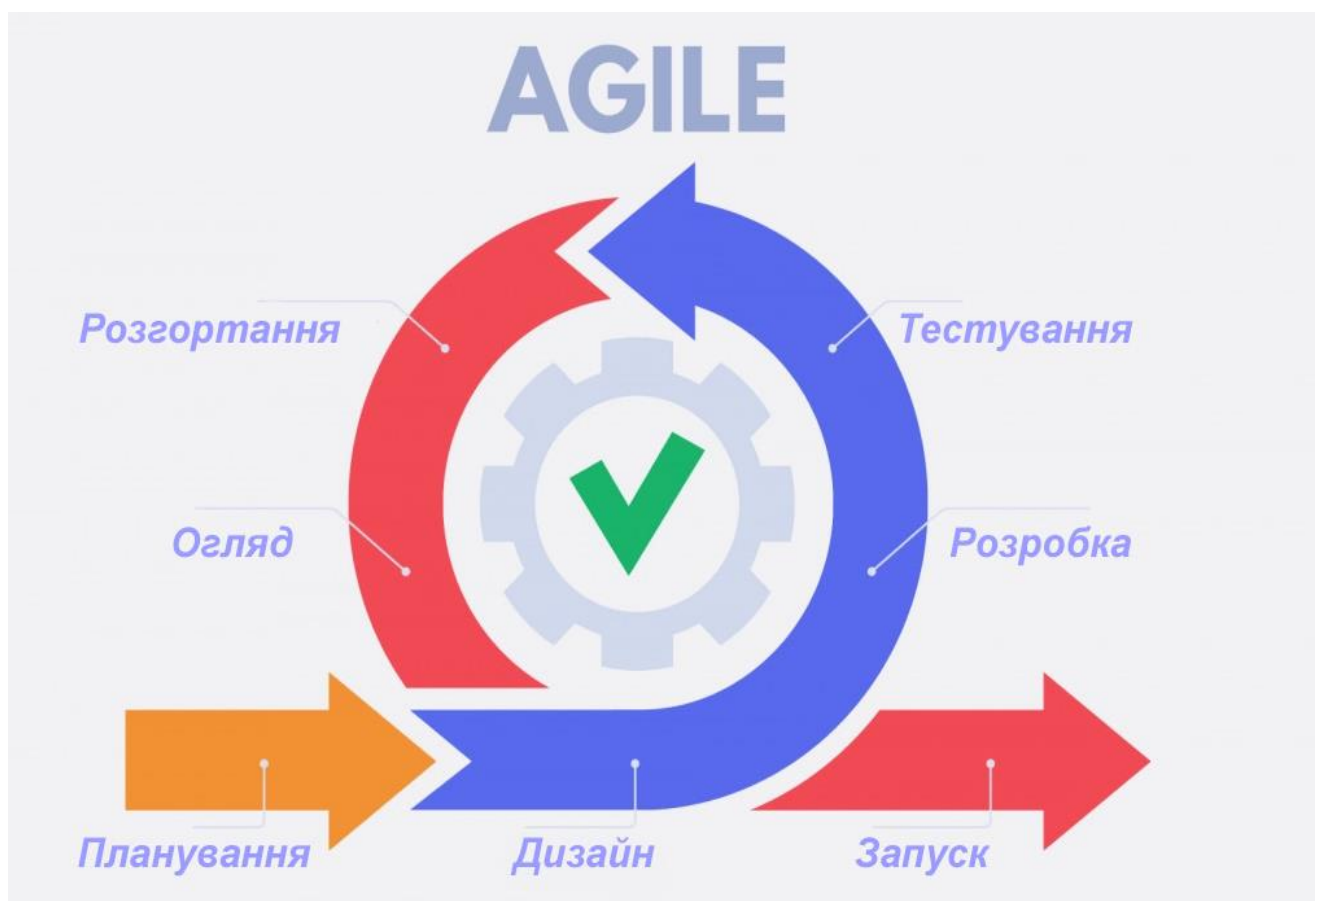 AGILE
Розгортання
Тестування
Огляд
Розробка
Планування
Дизайн
Запуск